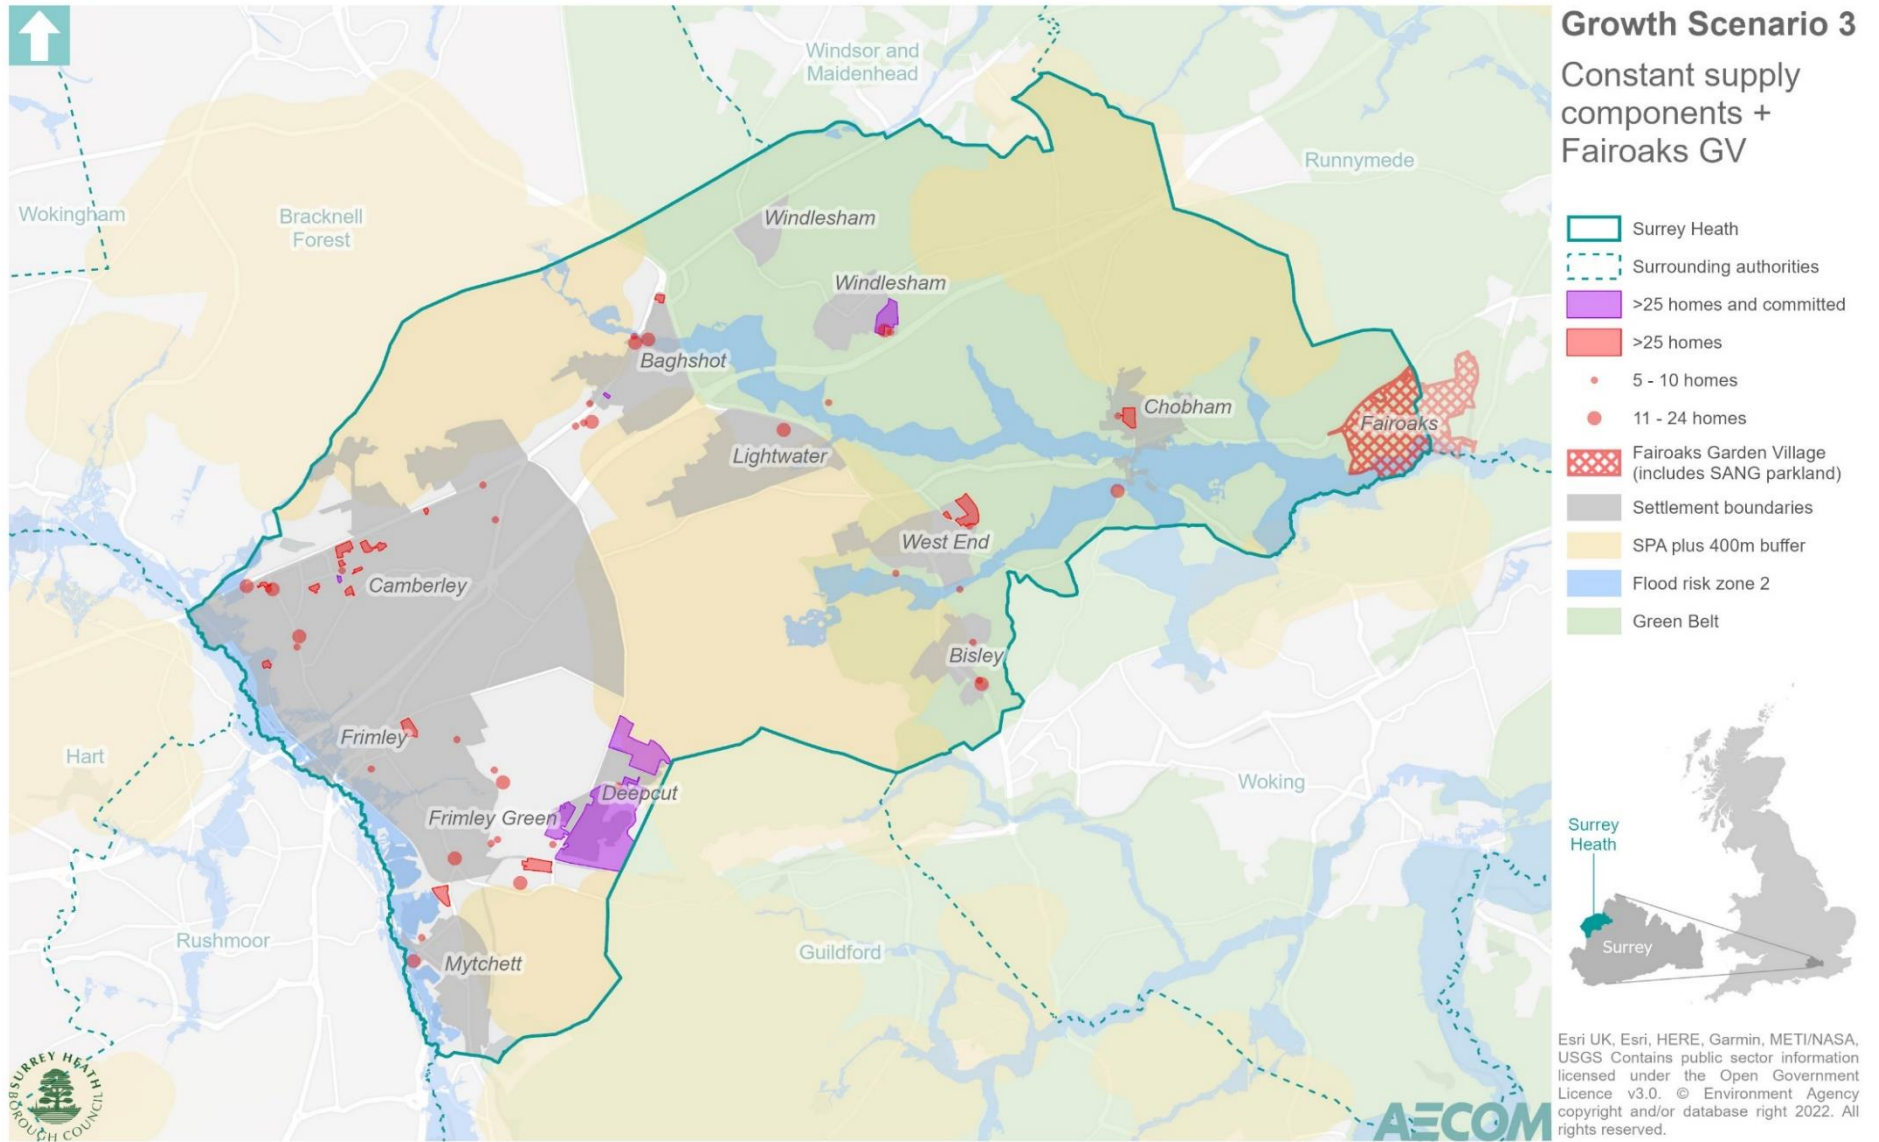 Growth Scenario 3
Constant supply
components +
Fairoaks GV
Surrey Heath
Surrounding authorities
>25 homes and committed
>25 homes
5 - 10 homes
11 - 24 homes
Fairoaks Garden Village
(includes SANG parkland)
Settlement boundaries
SPA plus 400m buffer
Flood risk zone 2
Green Belt
Windsor and
Maidenhead
Runnymede
Wokingham
Bracknell
Forest
Windlesham
Windlesham
Baghshot
Chobham
Fairoaks
Lightwater
West End
Camberley
Bisley
Frimley
Hart
Woking
Deepcut
Frimley Green
Rushmoor
Guildford
Mytchett
Surrey
Heath
Surrey
SURREY HEATH
BOROUGH COUNCIL
AECOM
Esri UK, Esri, HERE, Garmin, METI/NASA,
USGS Contains public sector information
licensed under the Open Government
Licence v3.0. © Environment Agency
copyright and/or database right 2022. All
rights reserved.